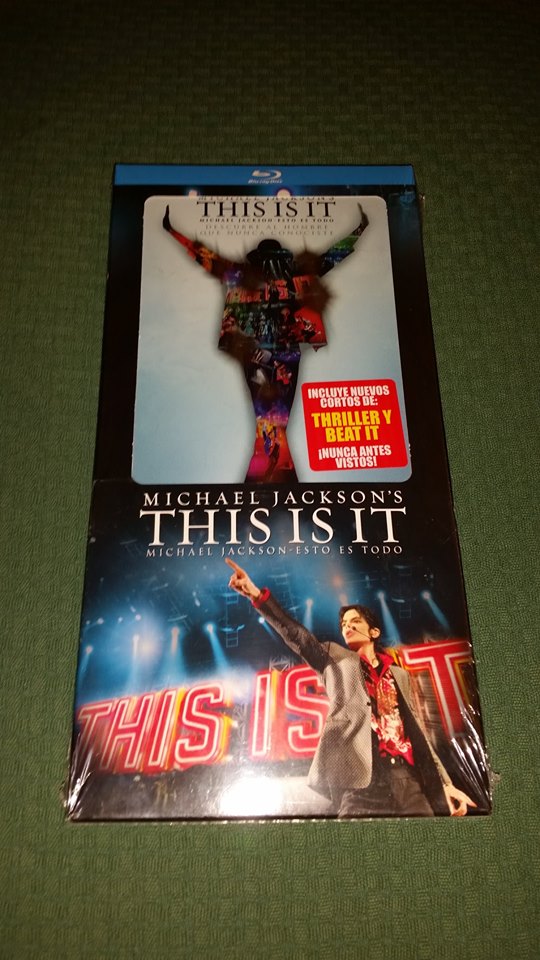 Blu-ray Disc
MICHAEL JACKSON'S
THIS IS IT
MICHAEL JACKSON-ESTO ES TODO
DESCUBRE AL HOMBRE
QUE NUNCA CONOCISTE
INCLUYE NUEVOS
CORTOS DE:
THRILLER Y
BEAT IT
¡NUNCA ANTES
VISTOS!
MICHAEL JACKSON'S
THIS IS IT
MICHAEL JACKSON-ESTO ES TODO
THIS IS IT